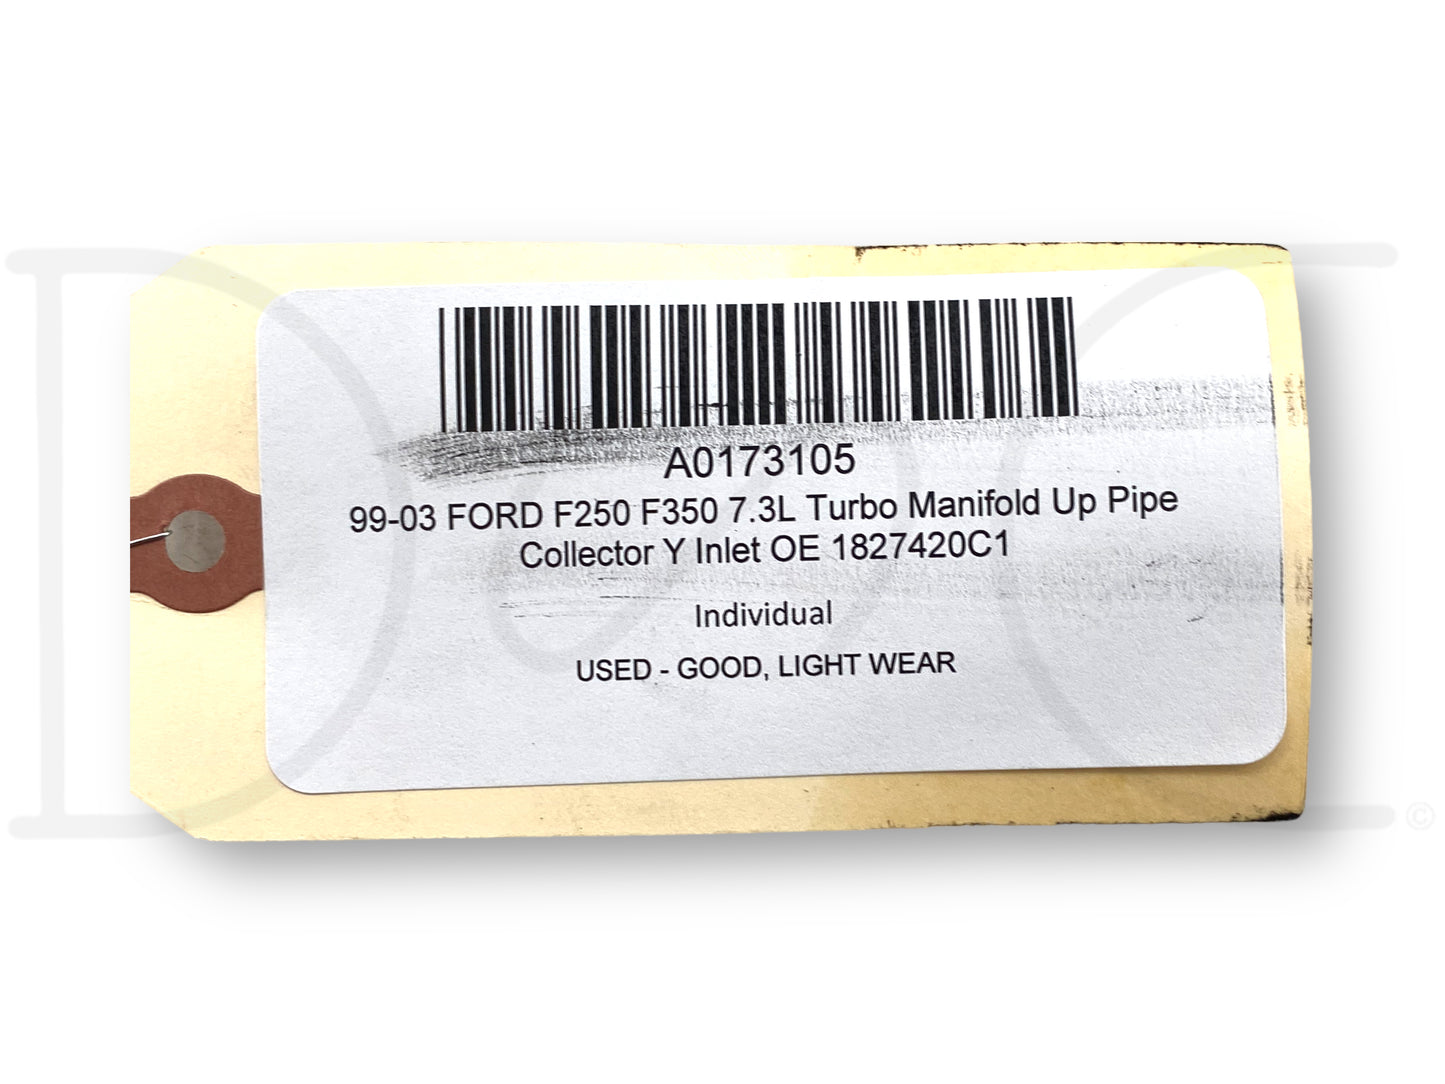 A0173105
99-03 FORD F250 F350 7.3L Turbo Manifold Up Pipe
Collector Y Inlet OE 1827420C1
Individual
USED - GOOD, LIGHT WEAR
©